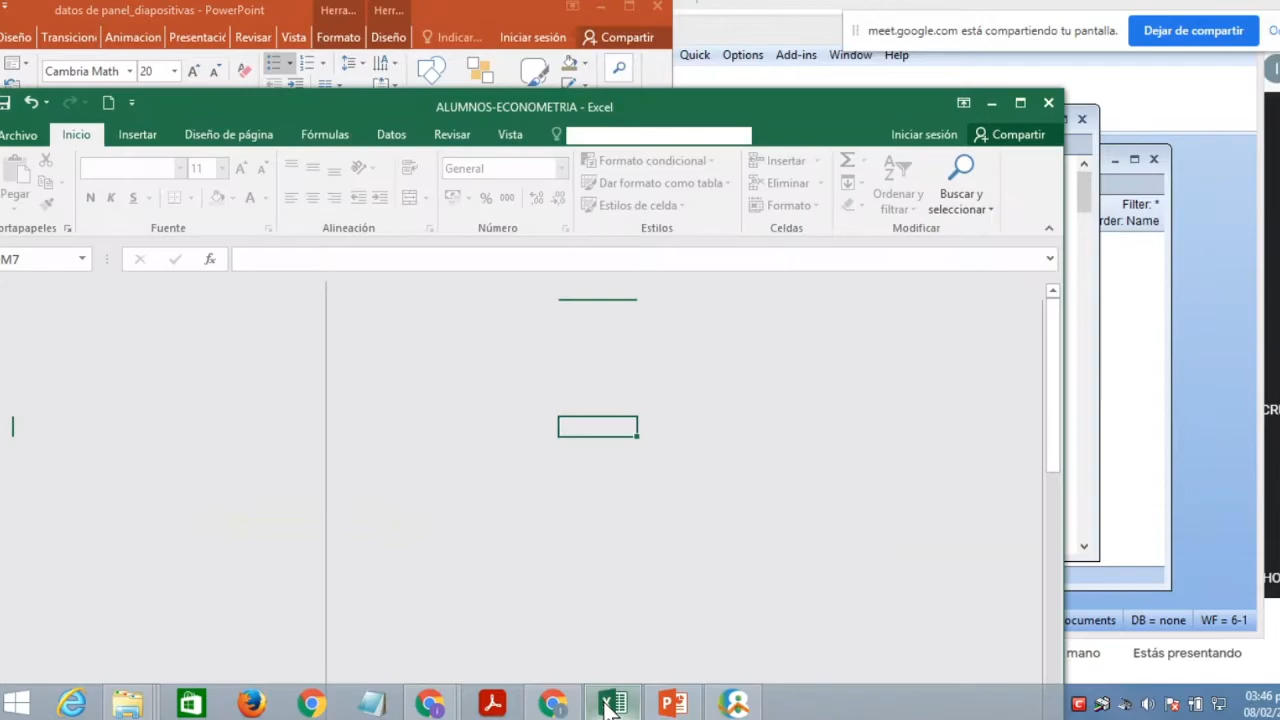 datos de panel_diapositivas - PowerPoint
Herra...
Herr...
Diseño
Transicion
Animacion
Presentac
Revisar
Vista
Formato
Diseño
Indicar...
Iniciar sesión
Compartir
Cambria Math
20
meet.google.com está compartiendo tu pantalla.
Dejar de compartir
Quick
Options
Add-ins
Window
Help
ALUMNOS-ECONOMETRIA - Excel
Archivo
Inicio
Insertar
Diseño de página
Fórmulas
Datos
Revisar
Vista
Iniciar sesión
Compartir
Pegar
11
N K S
A
General
% 000
Formato condicional
Dar formato como tabla
Estilos de celda
Insertar
Eliminar
Formato
Ordenar y
filtrar
Buscar y
seleccionar
ortapapeles
Fuente
Alineación
Número
Estilos
Celdas
Modificar
M7
fx
Filter: *
rder: Name
CR
HO
ocuments
DB = none
WF = 6-1
mano
Estás presentando
03:46 p
08/02/2